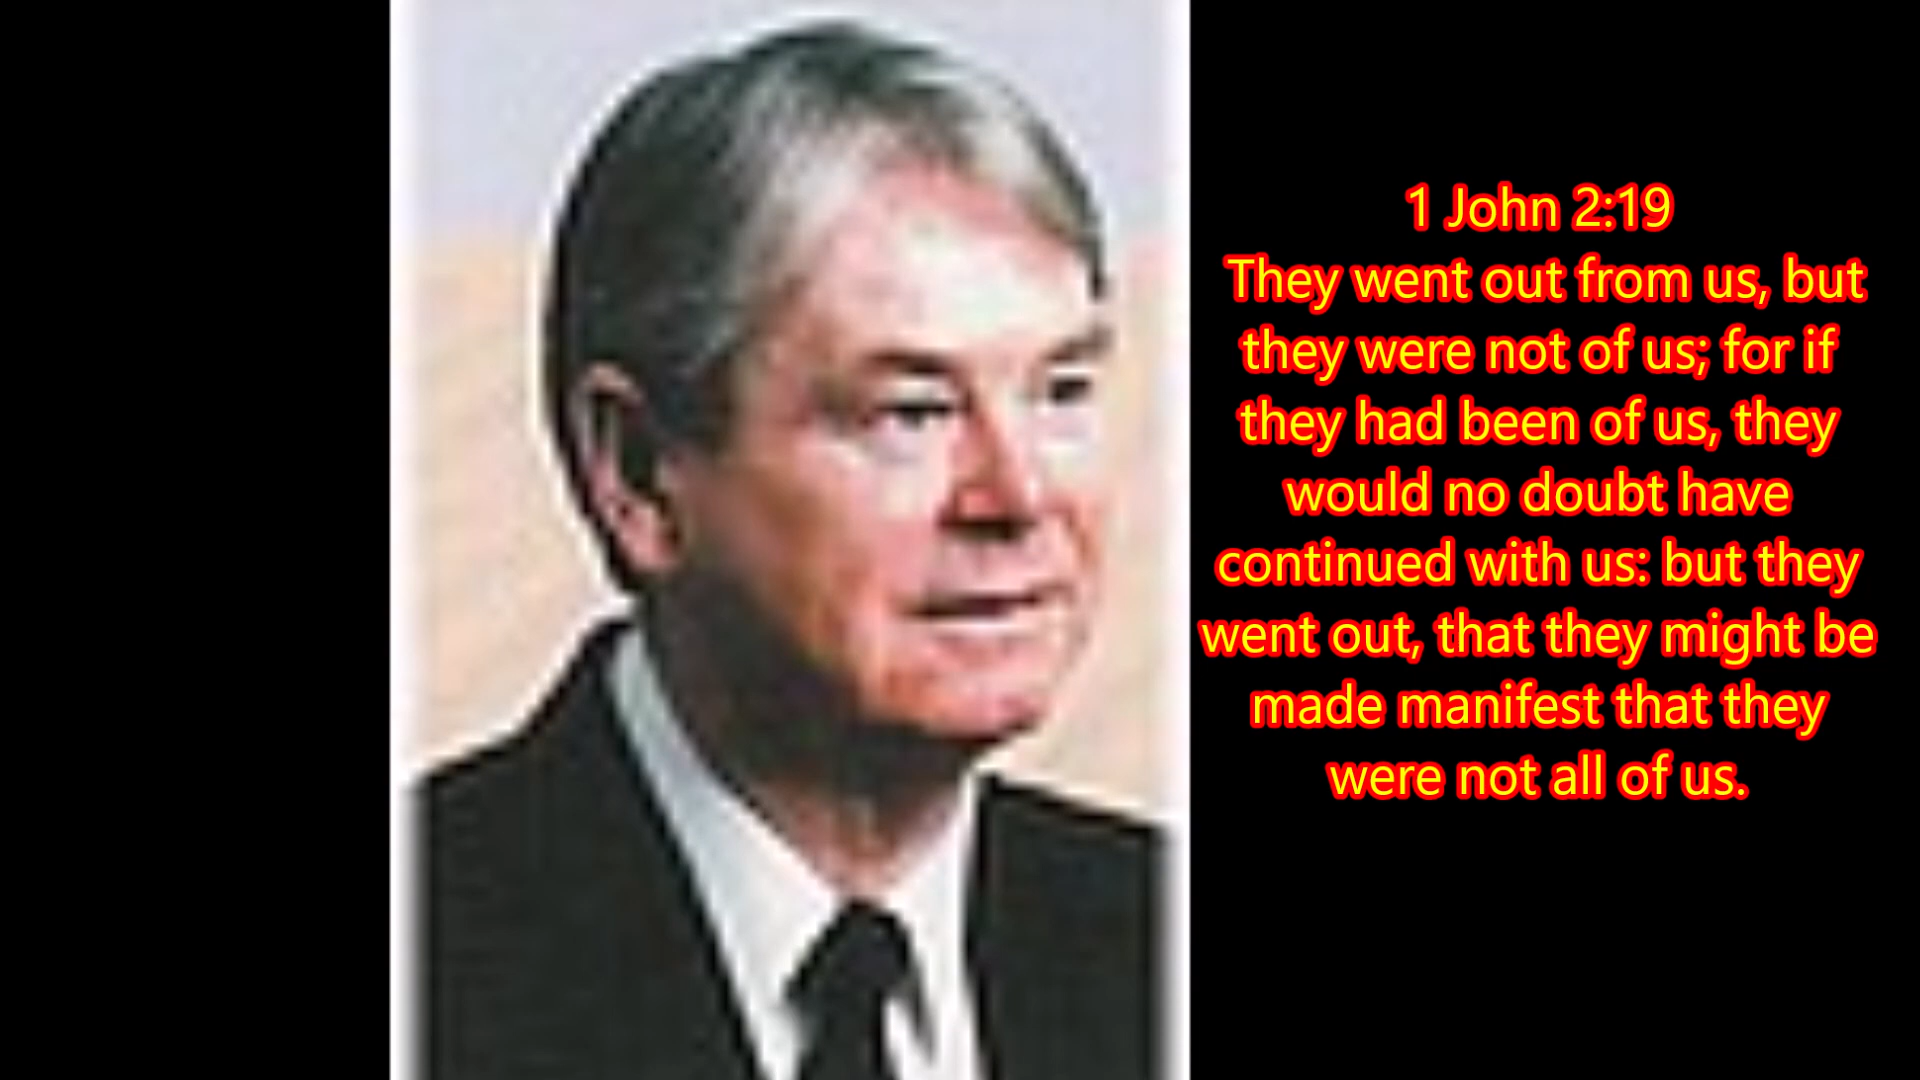 1 John 2:19
They went out from us, but
they were not of us; for if
they had been of us, they
would no doubt have
continued with us: but they
went out, that they might be
made manifest that they
were not all of us.